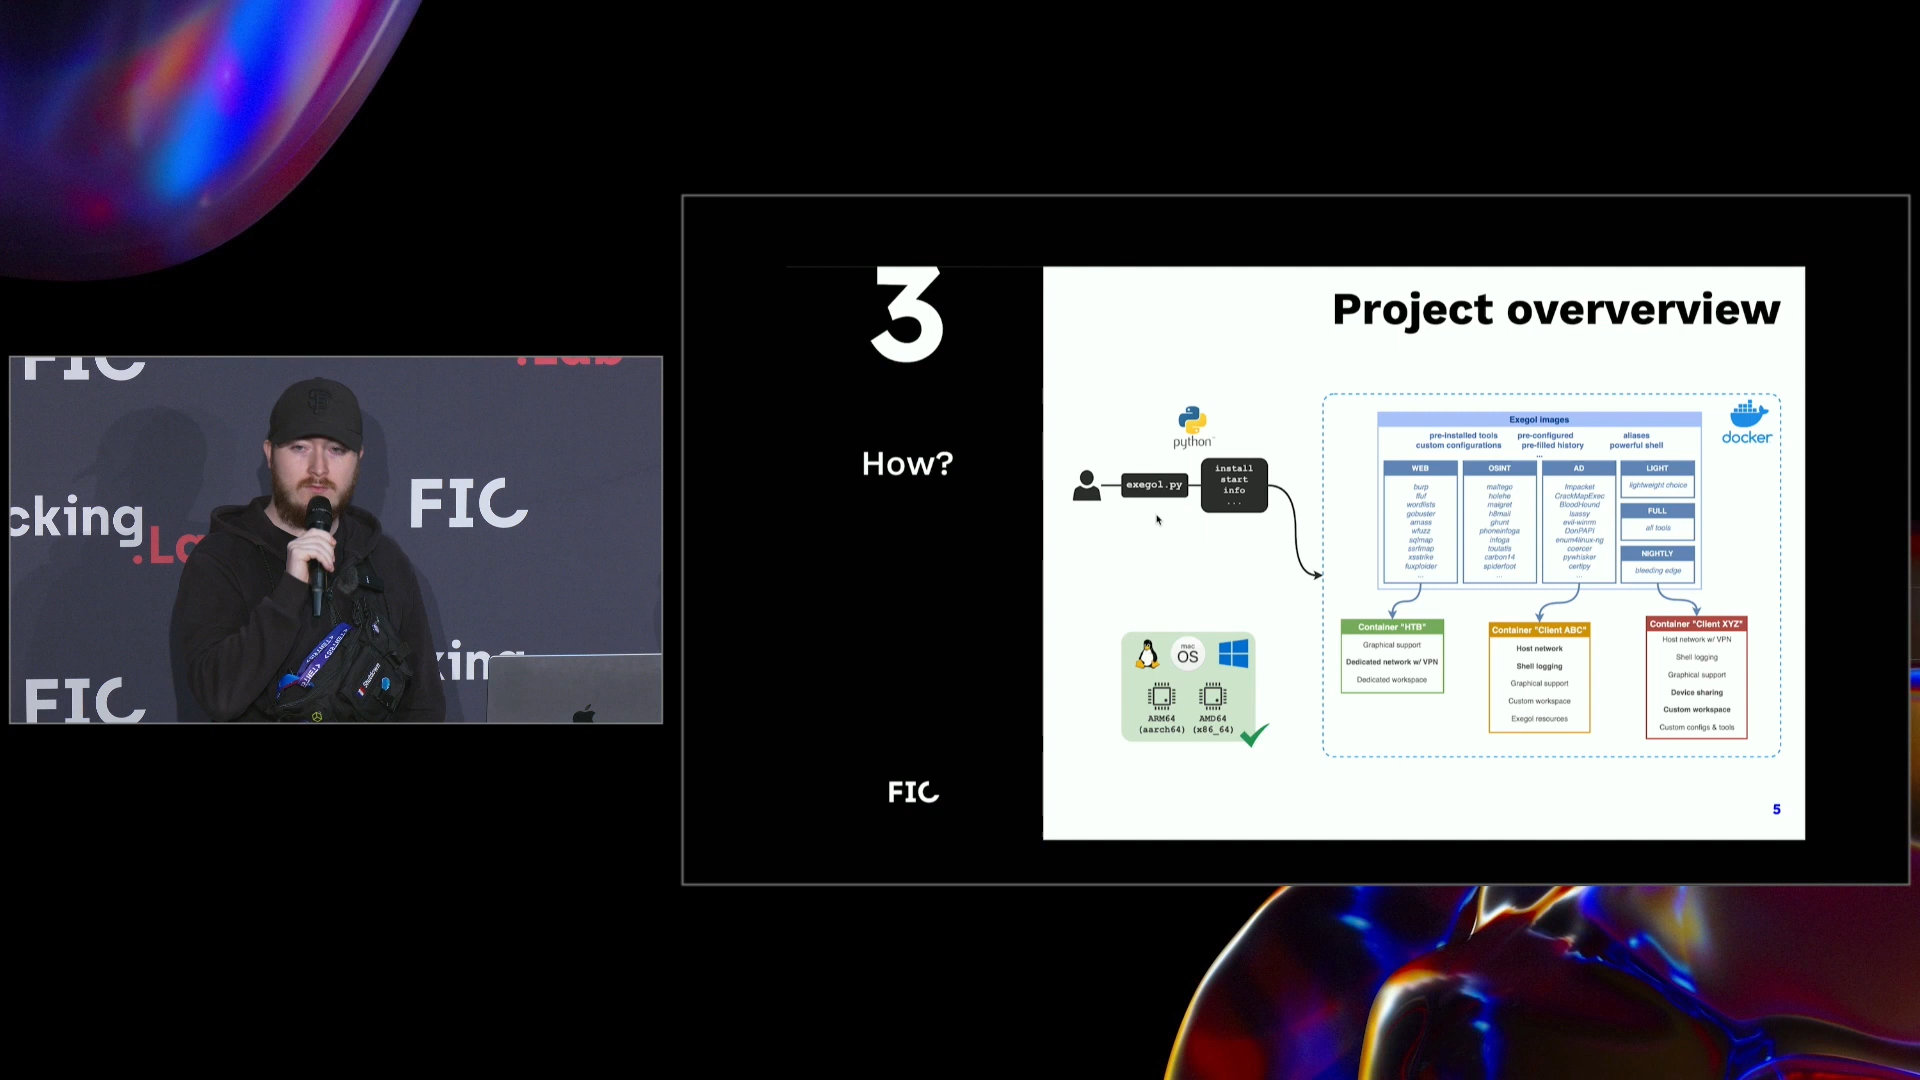 FIC
.Lab
cking
.La
FIC
king
FIC
3
How?
FIC
Project oververview
python
exegol.py
install
start
info
...
docker
Exegol images
pre-installed tools pre-configured aliases
custom configurations pre-filled history powerful shell
...
WEB
burp
ffuf
wordlists
gobuster
amass
wfuzz
sqlmap
ssrfmap
xsstrike
fuxploider
...
OSINT
maltego
holehe
maigret
h8mail
ghunt
phoneinfoga
infoga
toutatis
carbon14
spiderfoot
...
AD
Impacket
CrackMapExec
BloodHound
lsassy
evil-winrm
DonPAPI
enum4linux-ng
coercer
pywhisker
certipy
...
LIGHT
lightweight choice
FULL
all tools
NIGHTLY
bleeding edge
Container "HTB"
Graphical support
Dedicated network w/ VPN
Dedicated workspace
Container "Client ABC"
Host network
Shell logging
Graphical support
Custom workspace
Exegol resources
Container "Client XYZ"
Host network w/ VPN
Shell logging
Graphical support
Device sharing
Custom workspace
Custom configs & tools
mac
OS
ARM64 AMD64
(aarch64) (x86_64)
5